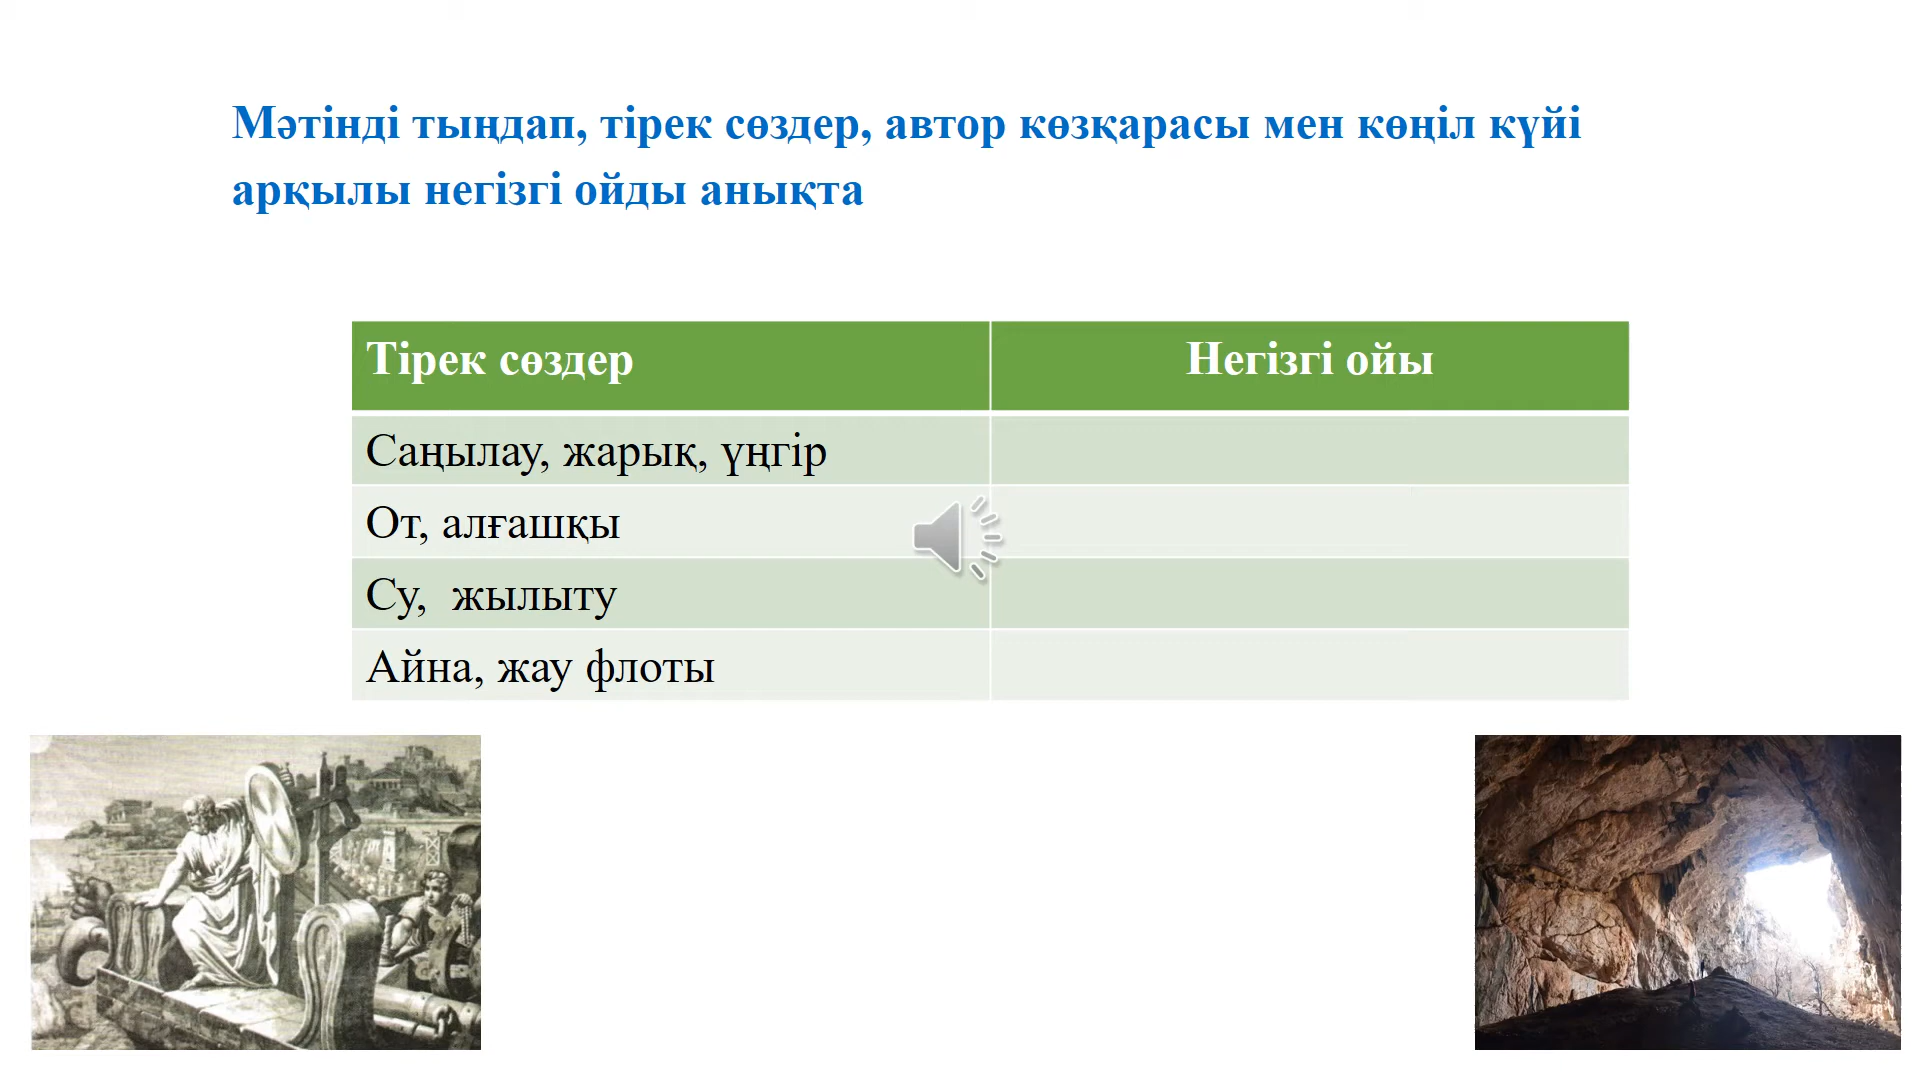 Мәтінді тыңдап, тірек сөздер, автор көзқарасы мен көңіл күйі
арқылы негізгі ойды анықта
Тірек сөздер
Негізгі ойы
Саңылау, жарық, үңгір
От, алғашқы
Су, жылыту
Айна, жау флоты